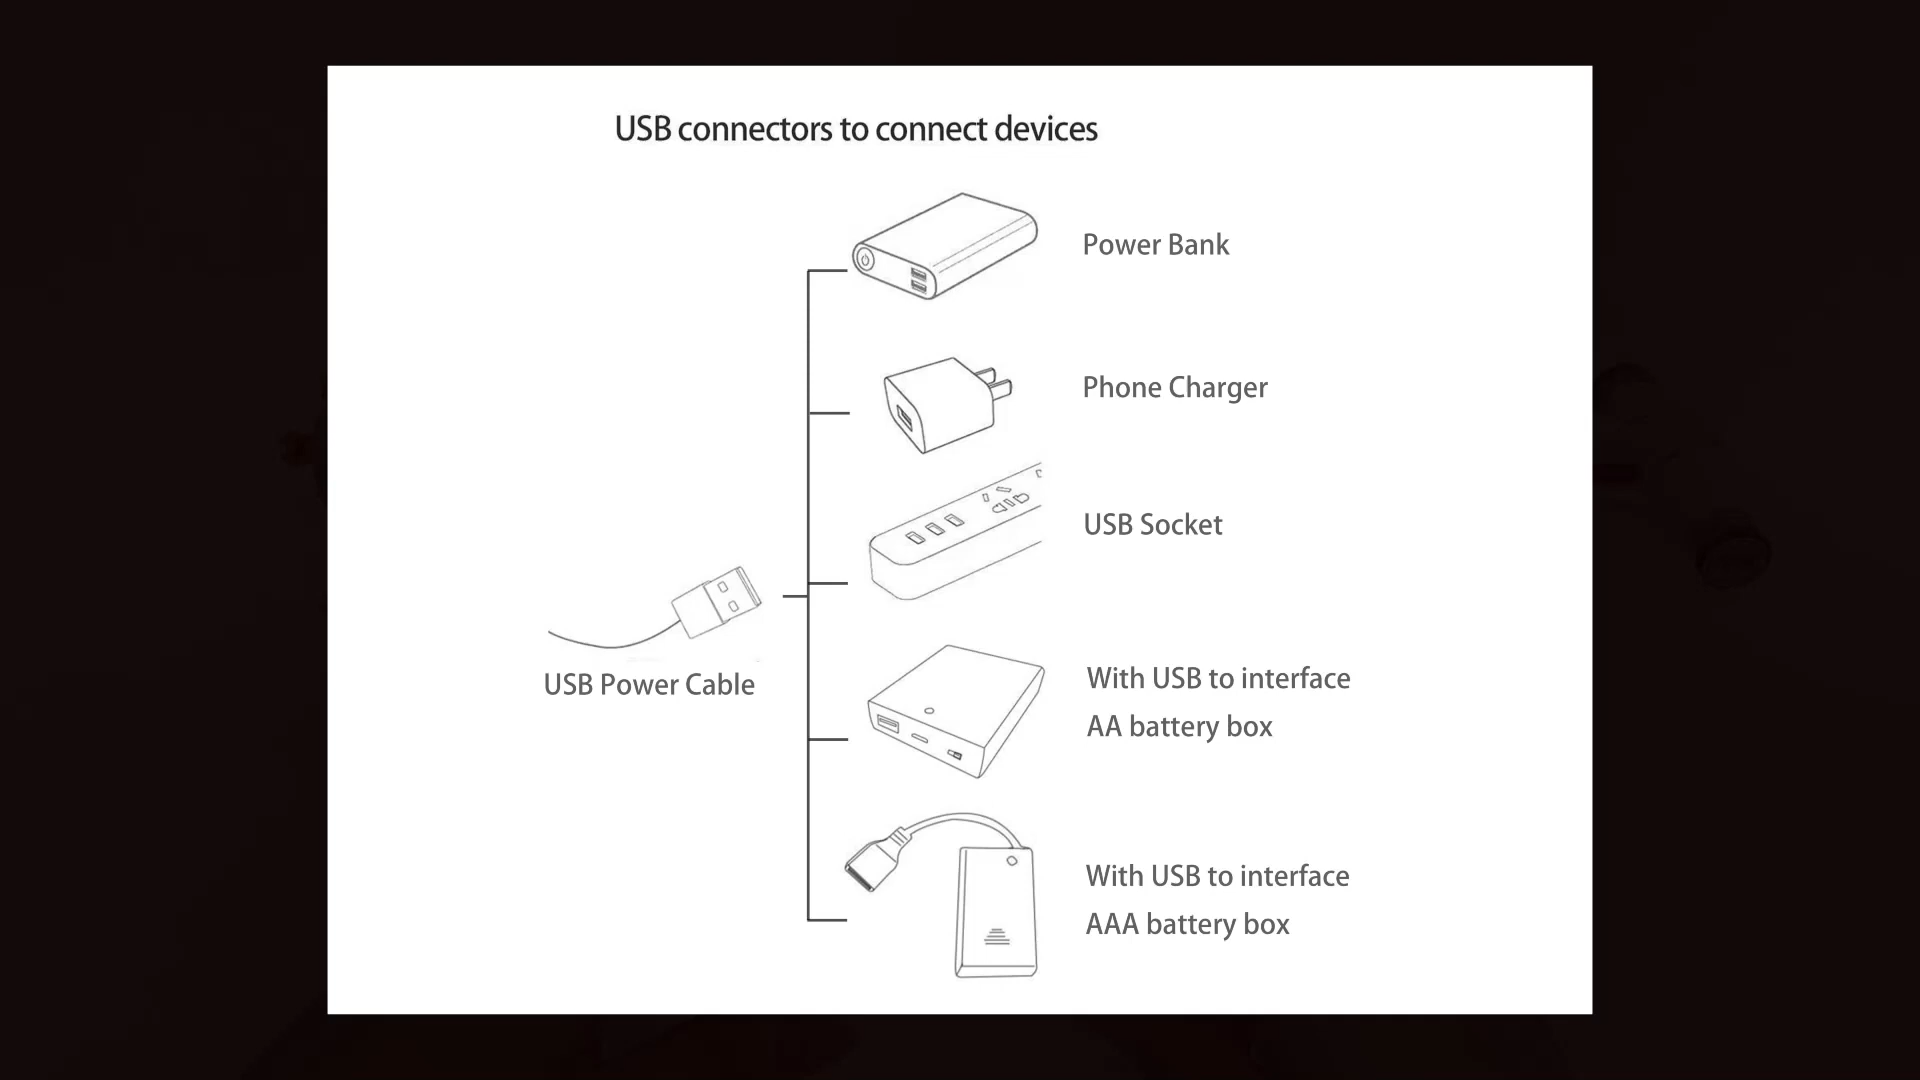 USB connectors to connect devices
Power Bank
Phone Charger
USB Socket
USB Power Cable
With USB to interface
AA battery box
With USB to interface
AAA battery box